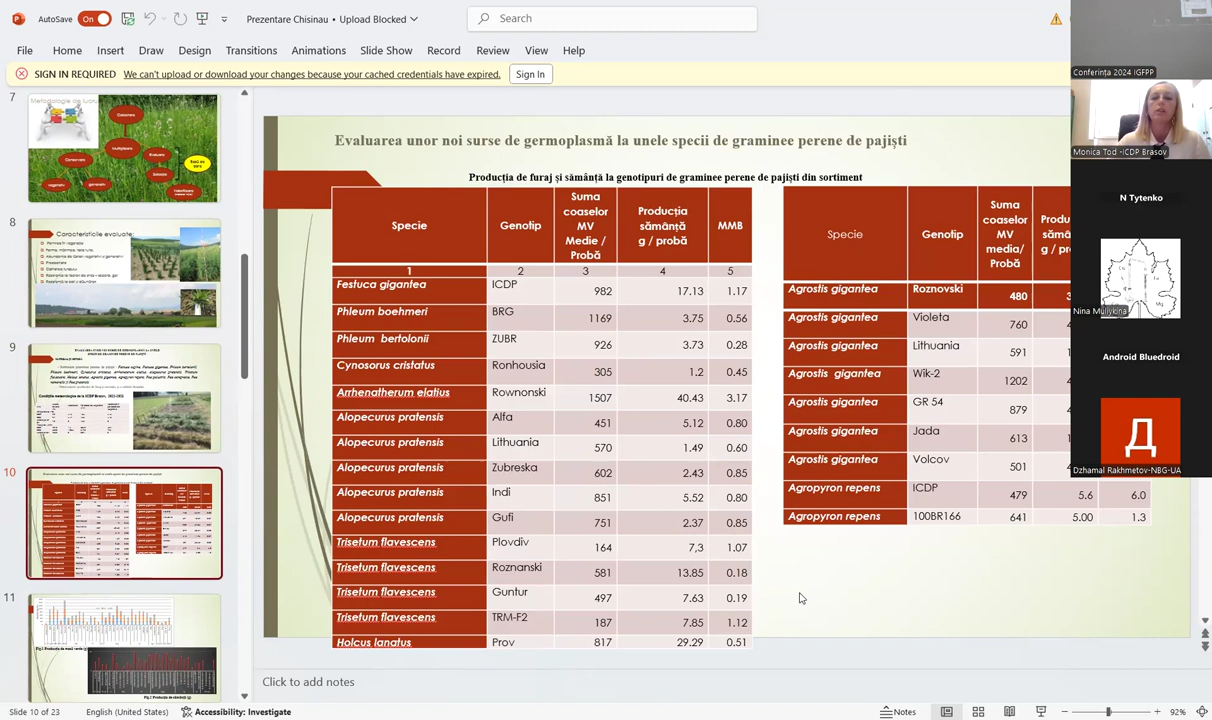 AutoSave On Prezentare Chisinau • Upload Blocked Search
File Home Insert Draw Design Transitions Animations Slide Show Record Review View Help
SIGN IN REQUIRED We can't upload or download your changes because your cached credentials have expired. Sign In
7
Metodologie de lucru
8
Caracteristicile evaluate:
9
10
11
Evaluarea unor noi surse de germoplasmă la unele specii de graminee perene de pajiști
Producția de furaj și sămânță la genotipuri de graminee perene de pajiști din sortiment
Specie Genotip Suma coaselor MV Medie / Probă Producția sămânță g / probă MMB
1 2 3 4 5
Festuca gigantea ICDP 982 17.13 1.17
Phleum boehmeri BRG 1169 3.75 0.56
Phleum bertolonii ZUBR 926 3.73 0.28
Cynosorus cristatus Ronhousia 305 1.2 0.45
Arrhenatherum elatius Rownonski 1507 40.43 3.17
Alopecurus pratensis Alfa 451 5.12 0.80
Alopecurus pratensis Lithuania 570 1.49 0.60
Alopecurus pratensis Zubreska 602 2.43 0.85
Alopecurus pratensis Indi 851 5.52 0.80
Alopecurus pratensis Guti 751 2.37 0.85
Trisetum flavescens Plovdiv 164 7,3 1.07
Trisetum flavescens Roznanski 581 13.85 0.18
Trisetum flavescens Guntur 497 7.63 0.19
Trisetum flavescens TRM-F2 187 7.85 1.12
Holcus lanatus Prov 817 29.29 0.51
Specie Genotip Suma coaselor MV media/ Probă
Agrostis gigantea Roznovski 480
Agrostis gigantea Violeta 760
Agrostis gigantea Lithuania 591
Agrostis gigantea Wik-2 1202
Agrostis gigantea GR 54 879
Agrostis gigantea Jada 613
Agrostis gigantea Volcov 501
Agropyron repens ICDP 479 5.6 6.0
Agropyron repens 100BR166 641 5.00 1.3
Conferința 2024 IGFPP
Monica Tod -ICDP Brasov
N Tytenko
Nina Muliykina
Android Bluedroid
Д
Dzhamal Rakhmetov-NBG-UA
Click to add notes
Slide 10 of 23 English (United States) Accessibility: Investigate Notes 92%